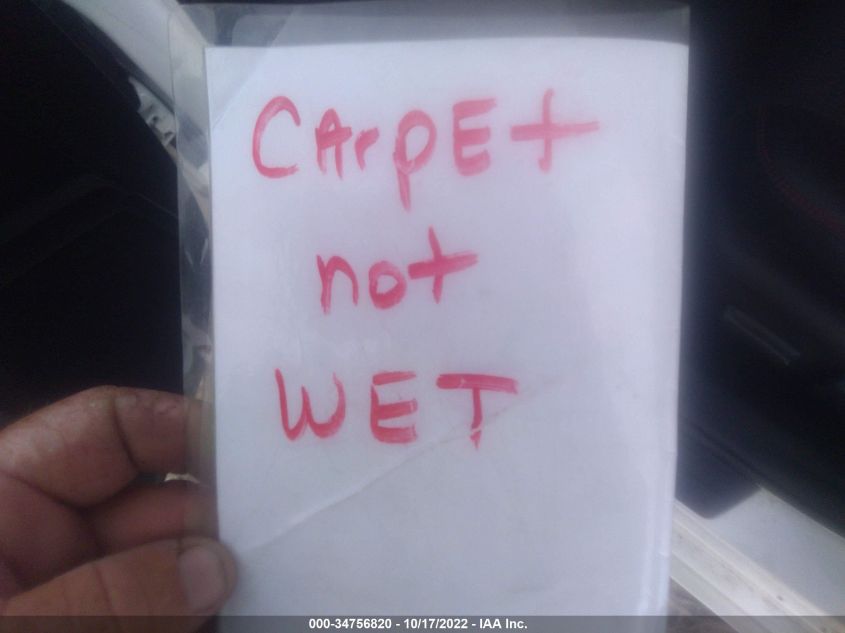 CArpEt
not
WET
000-34756820 - 10/17/2022 - IAA Inc.